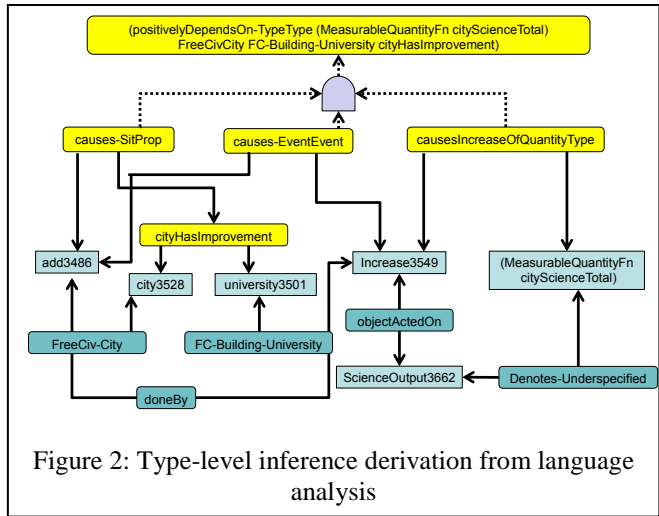 (positivelyDependsOn-TypeType (MeasurableQuantityFn cityScienceTotal)
FreeCivCity FC-Building-University cityHasImprovement)
causes-SitProp
causes-EventEvent
causesIncreaseOfQuantityType
cityHasImprovement
add3486
city3528
university3501
Increase3549
(MeasurableQuantityFn
cityScienceTotal)
FreeCiv-City
FC-Building-University
objectActedOn
doneBy
ScienceOutput3662
Denotes-Underspecified
Figure 2: Type-level inference derivation from language
analysis